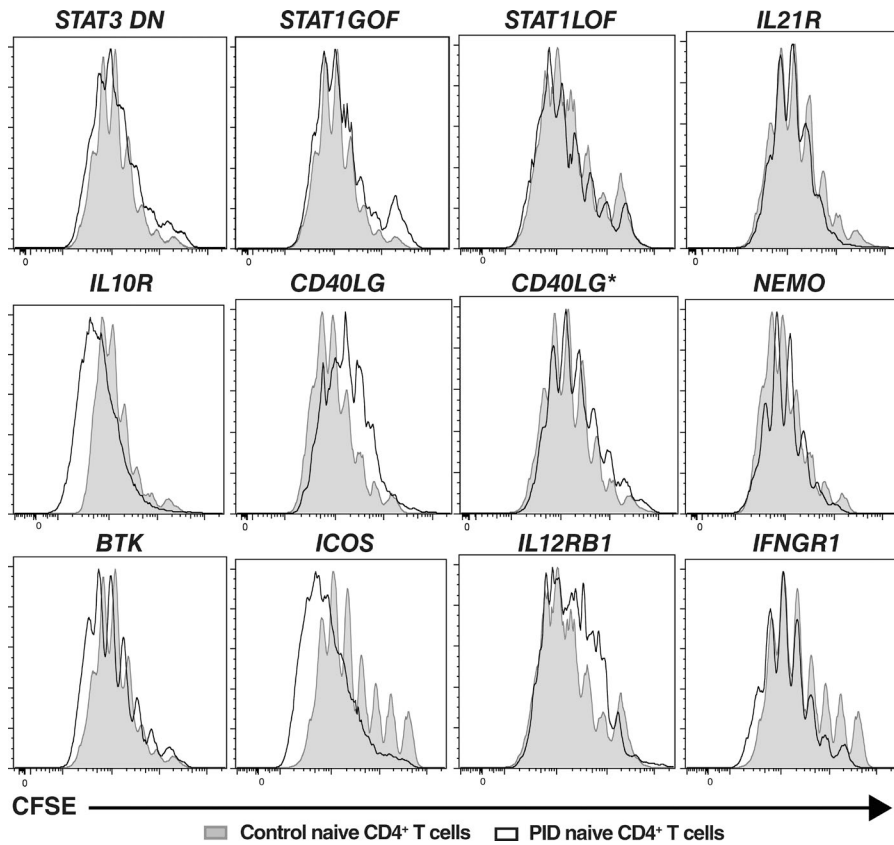 STAT3 DN STAT1GOF STAT1LOF IL21R
0 0 0 0
IL10R CD40LG CD40LG* NEMO
0 0 0 0
BTK ICOS IL12RB1 IFNGR1
0 0 0 0
CFSE
Control naive CD4⁺ T cells PID naive CD4⁺ T cells